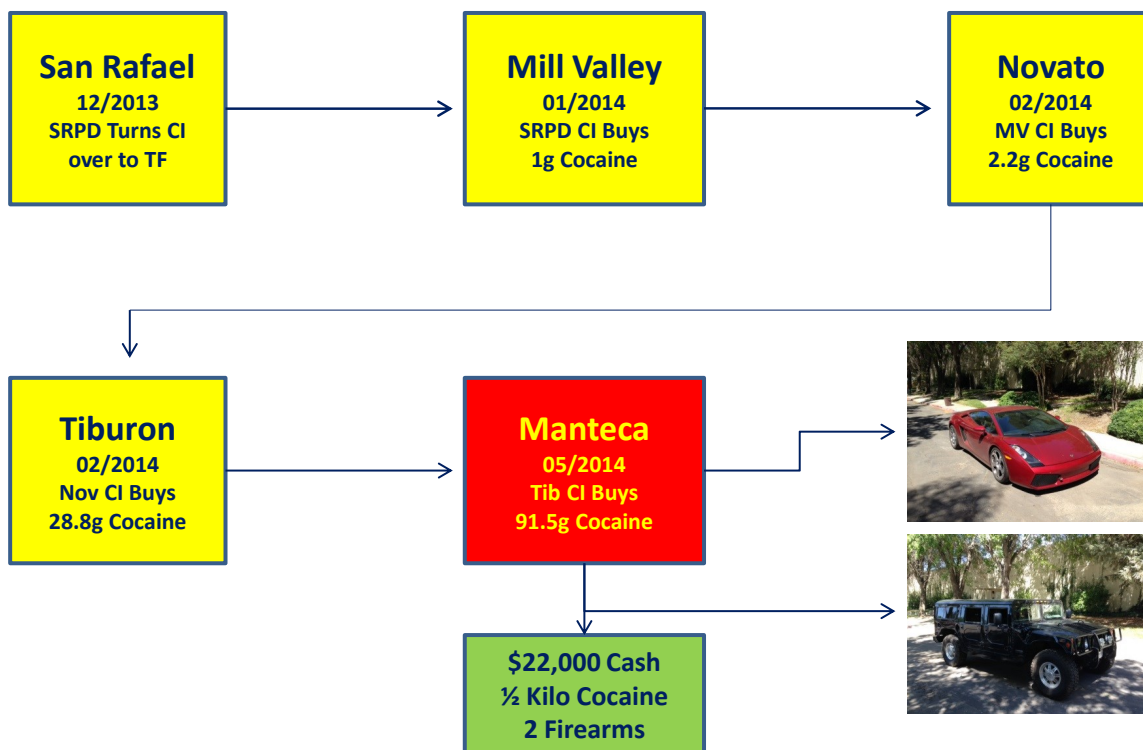 San Rafael
12/2013
SRPD Turns CI
over to TF
Mill Valley
01/2014
SRPD CI Buys
1g Cocaine
Novato
02/2014
MV CI Buys
2.2g Cocaine
Tiburon
02/2014
Nov CI Buys
28.8g Cocaine
Manteca
05/2014
Tib CI Buys
91.5g Cocaine
$22,000 Cash
½ Kilo Cocaine
2 Firearms